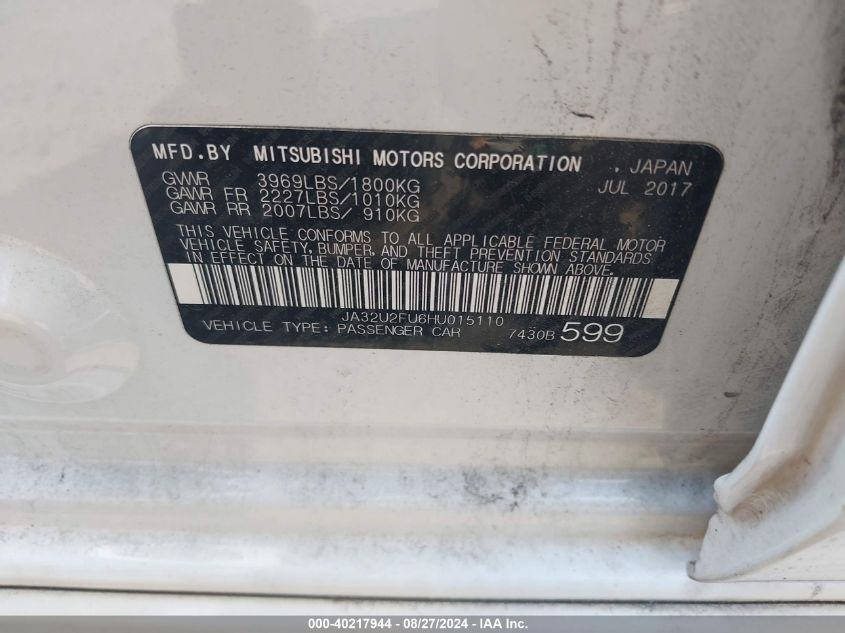 MFD.BY MITSUBISHI MOTORS CORPORATION , JAPAN
GVWR 3969LBS/1800KG JUL 2017
GAWR FR 2227LBS/1010KG
GAWR RR 2007LBS/ 910KG
THIS VEHICLE CONFORMS TO ALL APPLICABLE FEDERAL MOTOR
VEHICLE SAFETY, BUMPER, AND THEFT PREVENTION STANDARDS
IN EFFECT ON THE DATE OF MANUFACTURE SHOWN ABOVE.
JA32U2FU6HU015110
VEHICLE TYPE: PASSENGER CAR 7430B 599
000-40217944 - 08/27/2024 - IAA Inc.